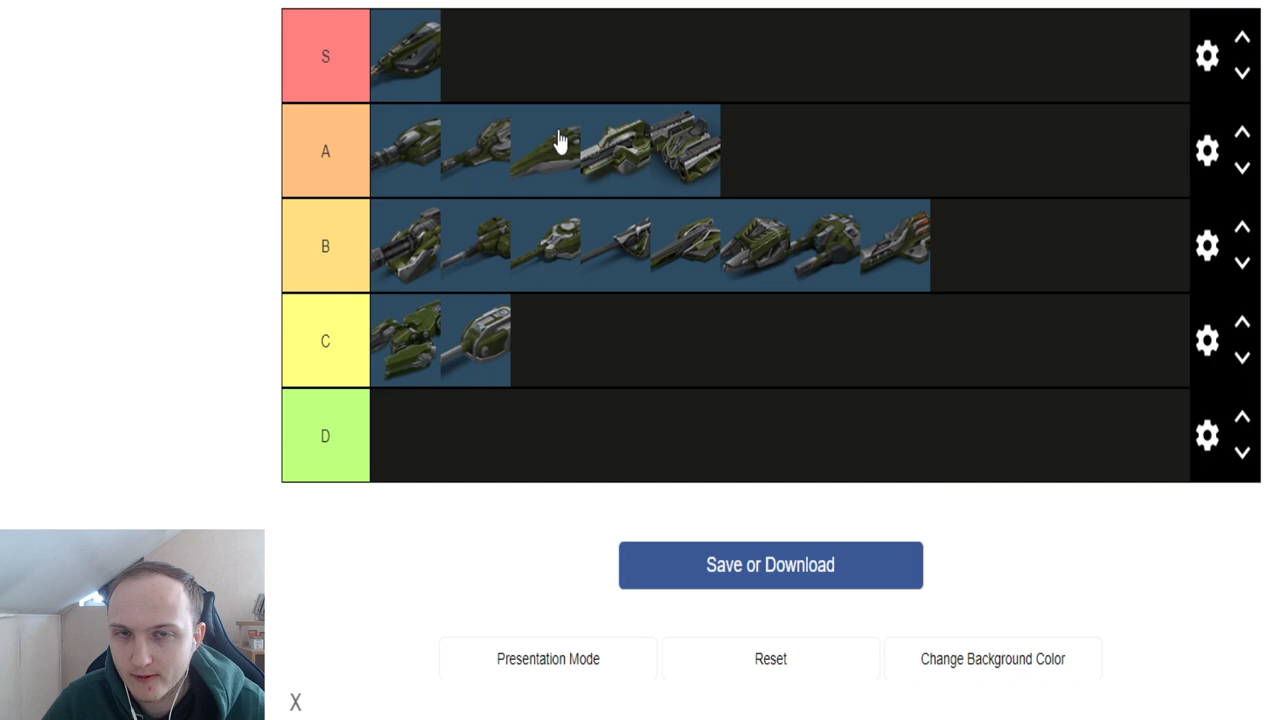 S
A
B
C
D
Save or Download
Presentation Mode
Reset
Change Background Color
X